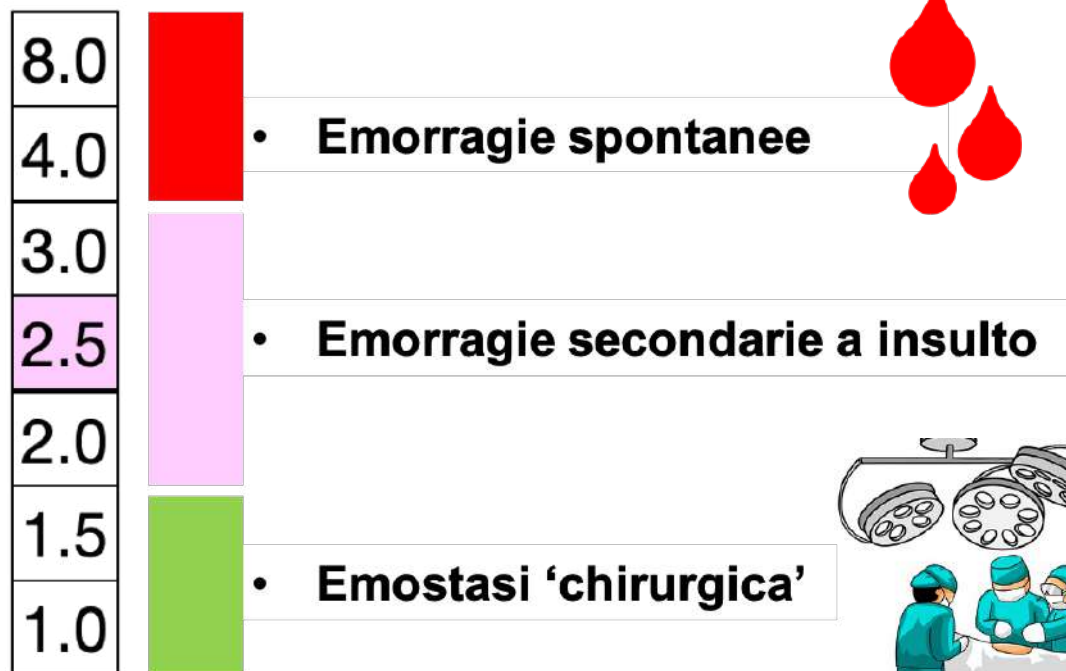 8.0
4.0
• Emorragie spontanee
3.0
2.5
• Emorragie secondarie a insulto
2.0
1.5
1.0
• Emostasi ‘chirurgica’